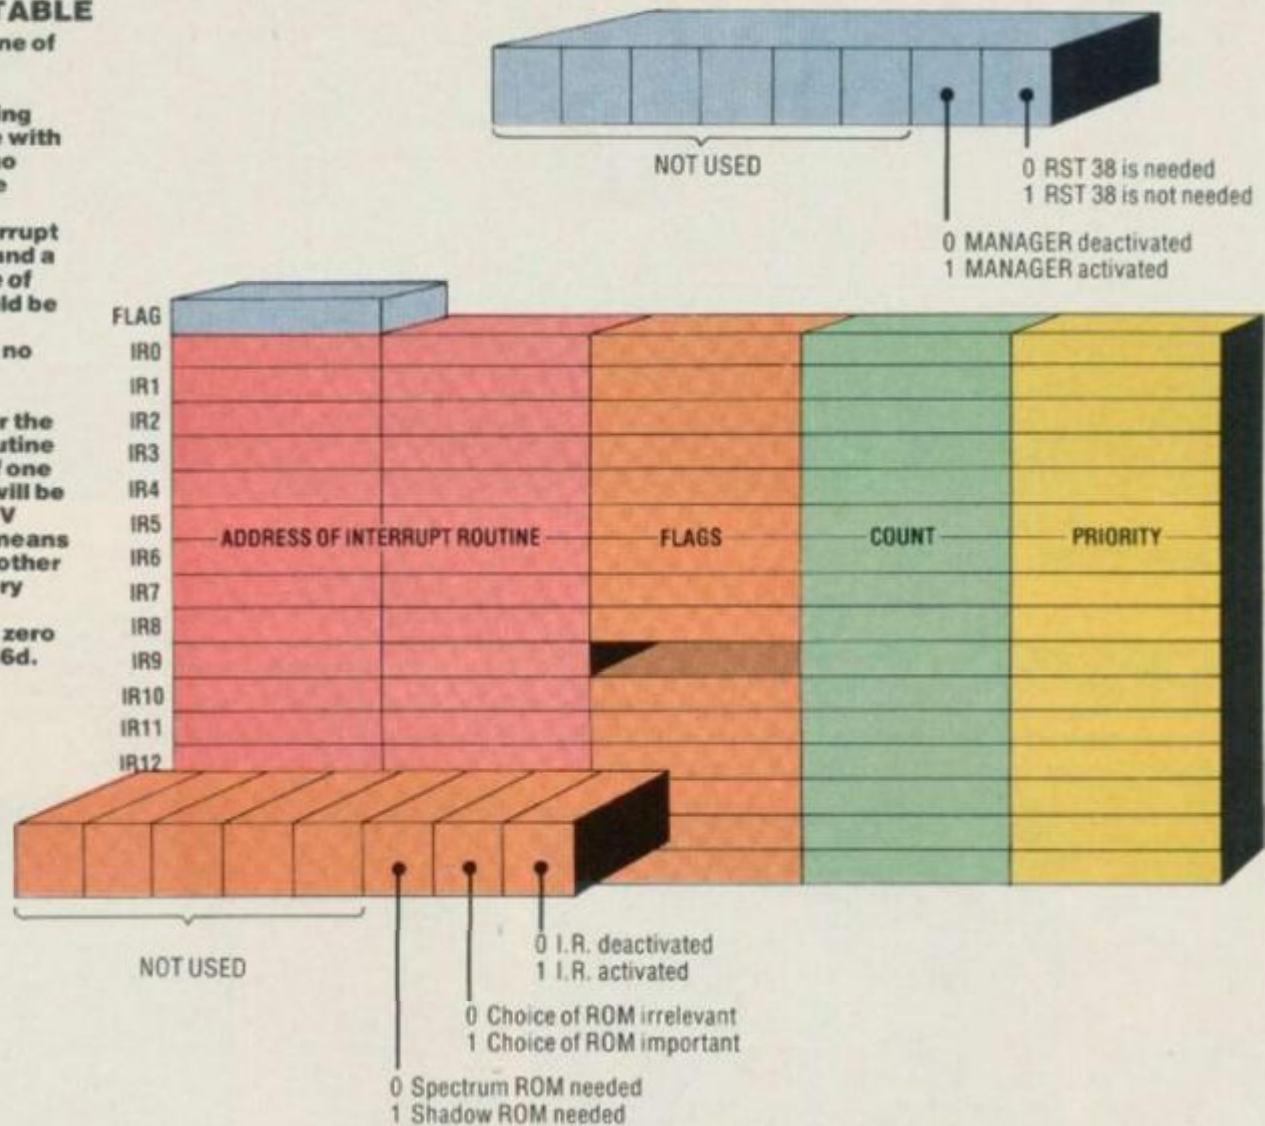 TABLE
ne of
ing
with
rrupt
and a
of
ld be
no
r the
utine
one
will be
V
means
other
ry
zero
6d.
NOT USED
0 RST 38 is needed
1 RST 38 is not needed
0 MANAGER deactivated
1 MANAGER activated
FLAG
IR0
IR1
IR2
IR3
IR4
IR5
IR6
IR7
IR8
IR9
IR10
IR11
IR12
ADDRESS OF INTERRUPT ROUTINE
FLAGS
COUNT
PRIORITY
NOT USED
0 I.R. deactivated
1 I.R. activated
0 Choice of ROM irrelevant
1 Choice of ROM important
0 Spectrum ROM needed
1 Shadow ROM needed